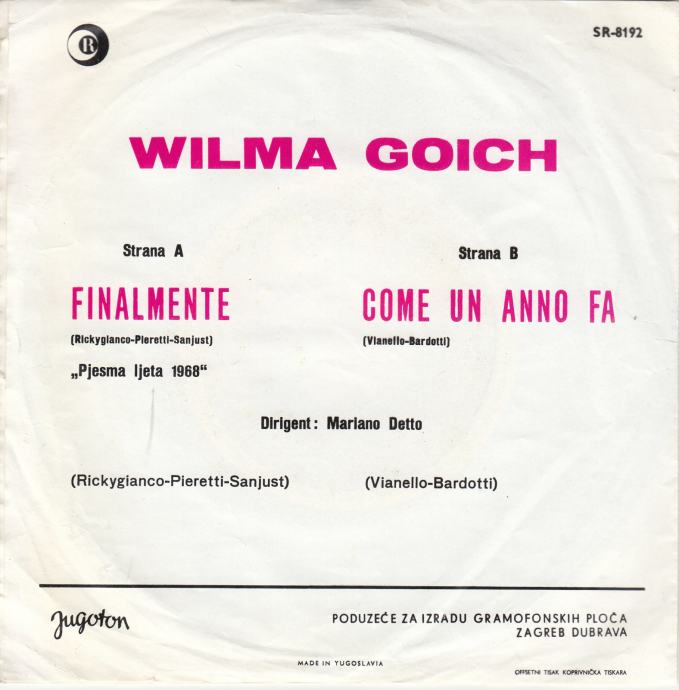 R
SR-8192
WILMA GOICH
Strana A
Strana B
FINALMENTE
COME UN ANNO FA
(Rickygianco-Pieretti-Sanjust)
(Vianello-Bardotti)
„Pjesma ljeta 1968“
Dirigent: Mariano Detto
(Rickygianco-Pieretti-Sanjust)
(Vianello-Bardotti)
Jugoton
PODUZEĆE ZA IZRADU GRAMOFONSKIH PLOČA
ZAGREB DUBRAVA
MADE IN YUGOSLAVIA
OFFSETNI TISAK KOPRIVNIČKA TISKARA